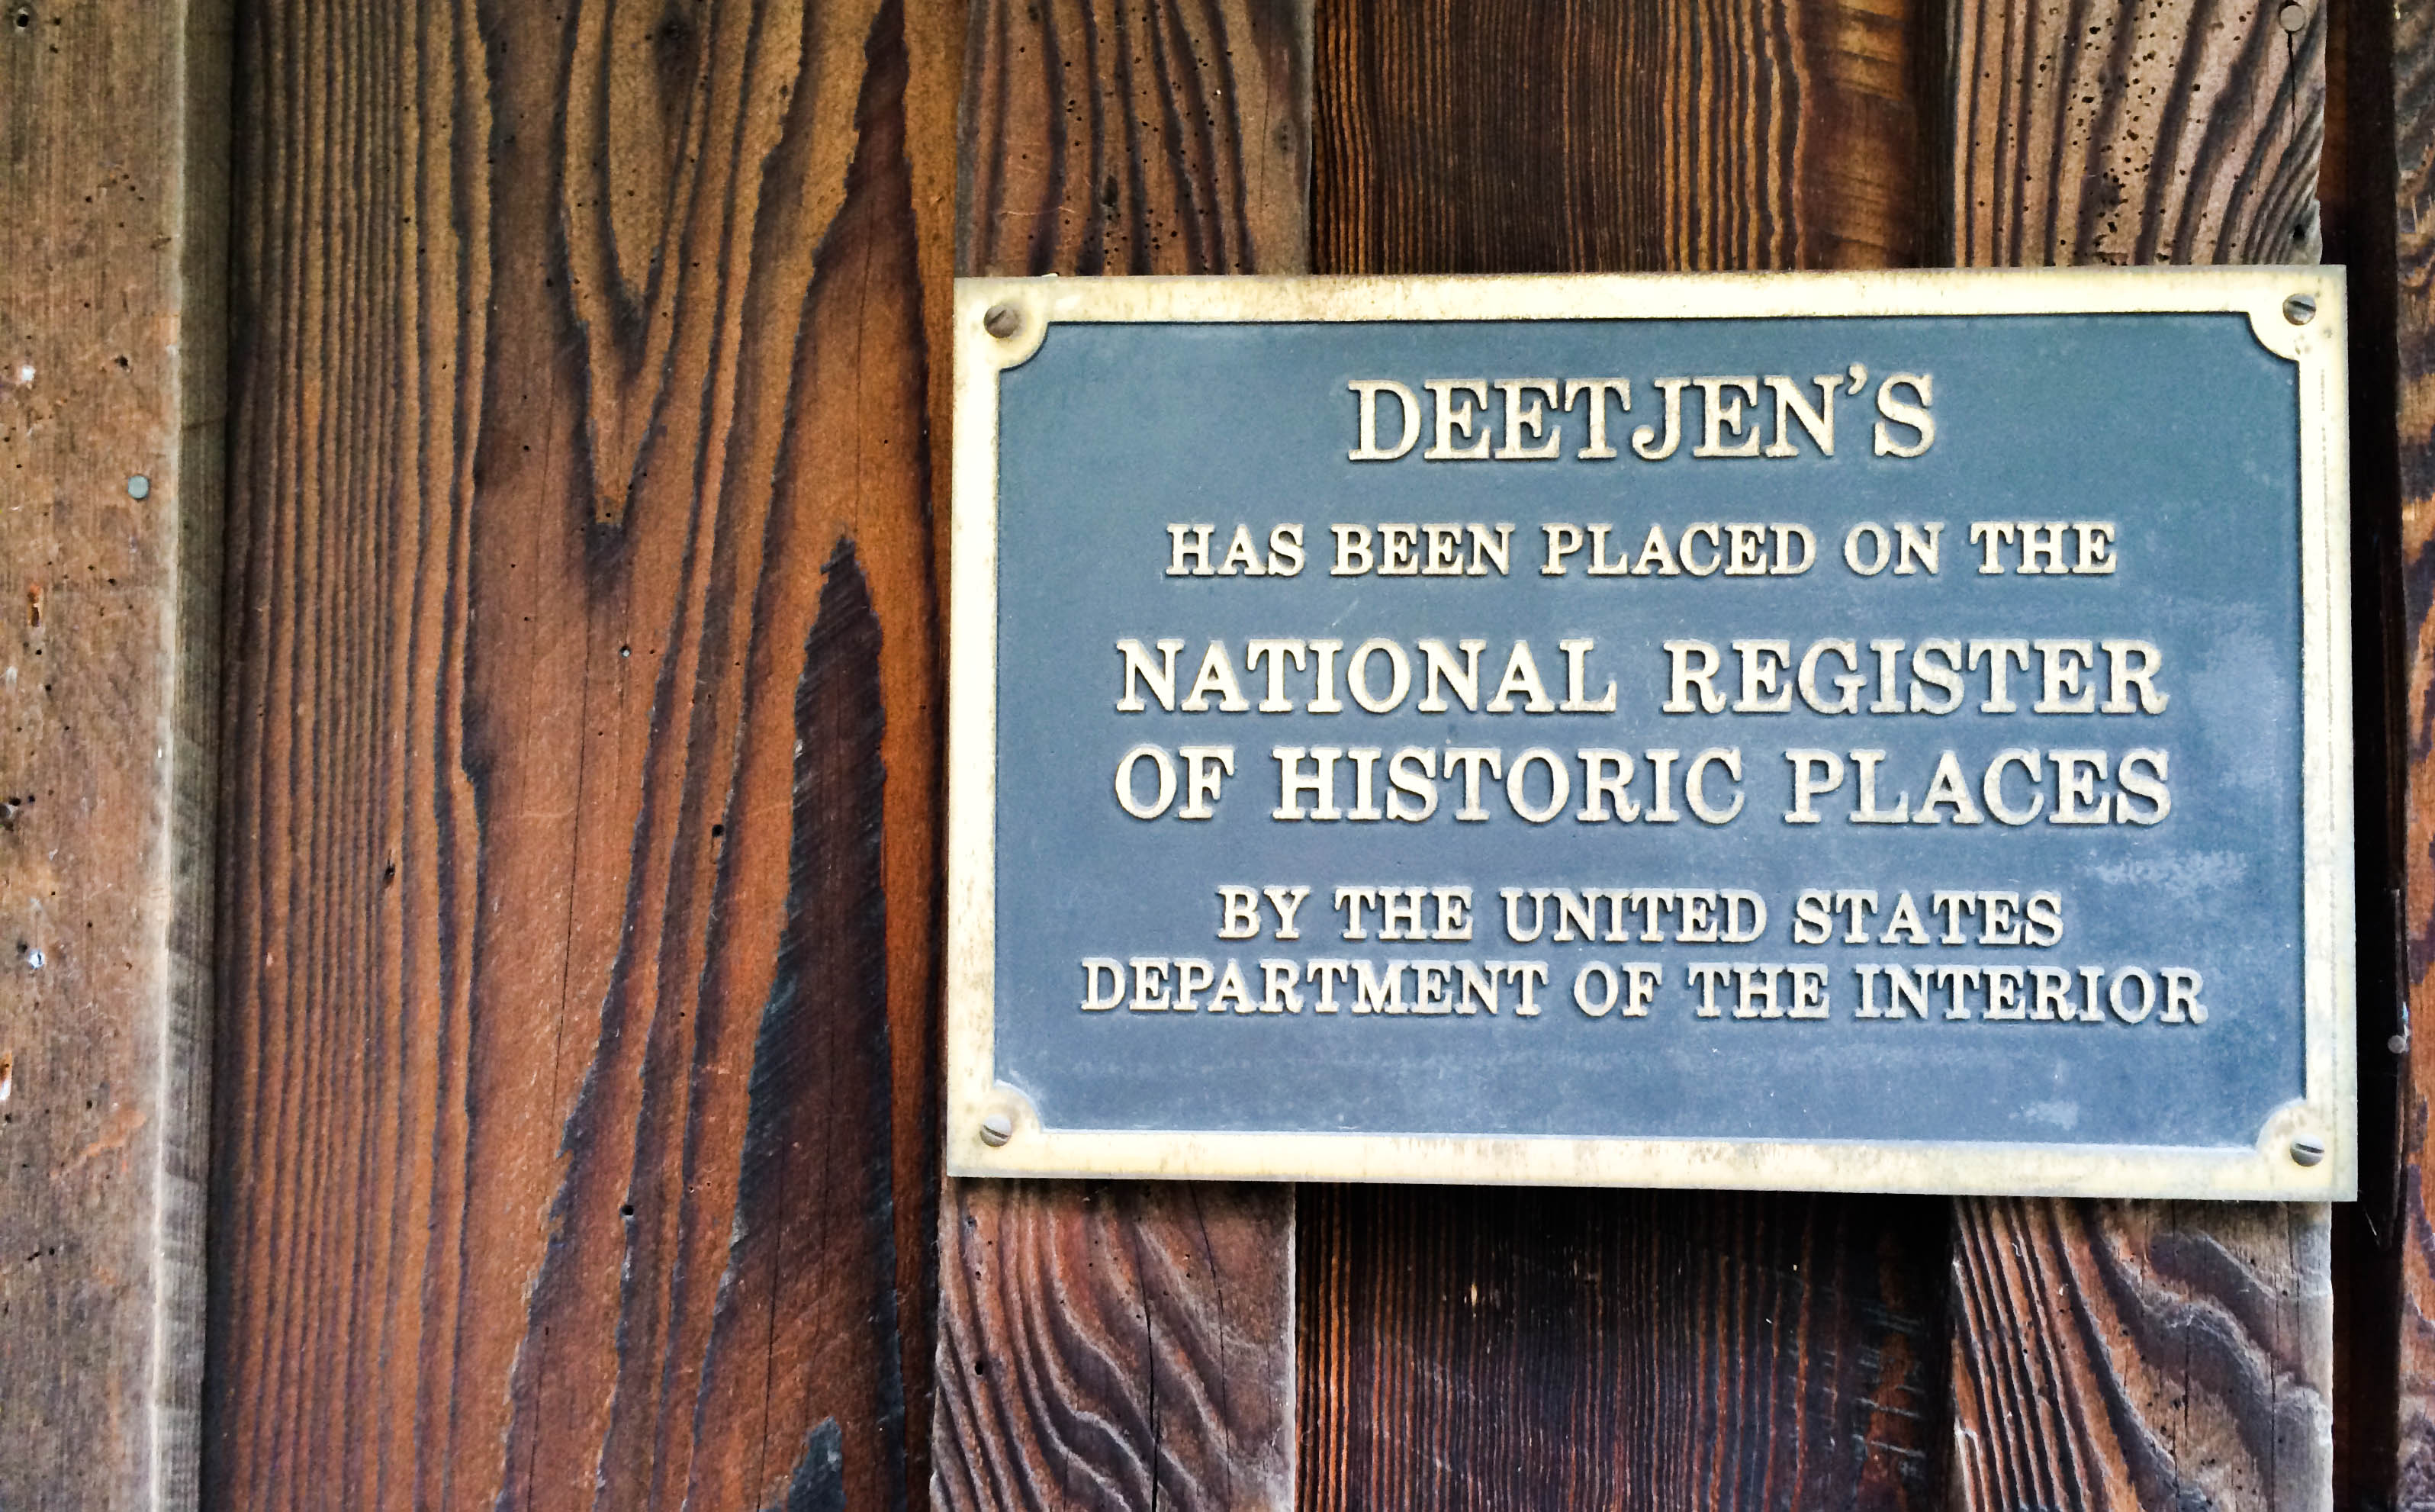 DEETJEN'S
HAS BEEN PLACED ON THE
NATIONAL REGISTER
OF HISTORIC PLACES
BY THE UNITED STATES
DEPARTMENT OF THE INTERIOR